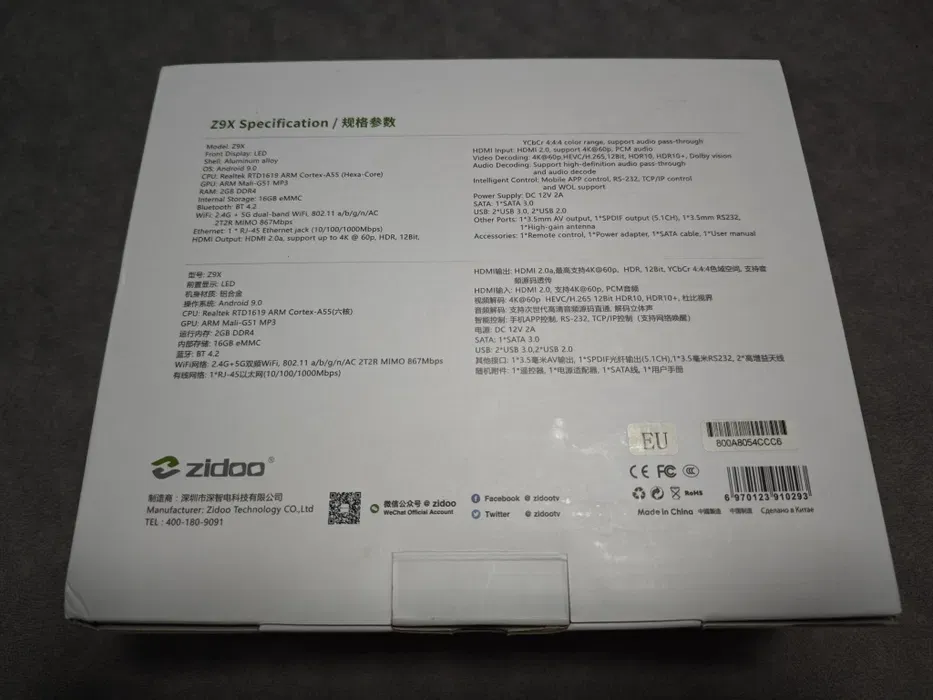 Z9X Specification / 规格参数
Model: Z9X
Front Display: LED
Shell: Aluminum alloy
OS: Android 9.0
CPU: Realtek RTD1619 ARM Cortex-A55 (Hexa-Core)
GPU: ARM Mali-G51 MP3
RAM: 2GB DDR4
Internal Storage: 16GB eMMC
Bluetooth: BT 4.2
WiFi: 2.4G + 5G dual-band WiFi, 802.11 a/b/g/n/AC
2T2R MIMO 867Mbps
Ethernet: 1 * RJ-45 Ethernet jack (10/100/1000Mbps)
HDMI Output: HDMI 2.0a, support up to 4K @ 60p, HDR, 12Bit,
YCbCr 4:4:4 color range, support audio pass-through
HDMI Input: HDMI 2.0, support 4K@60p, PCM audio
Video Decoding: 4K@60p,HEVC/H.265,12Bit, HDR10, HDR10+, Dolby vision
Audio Decoding: Support high-definition audio pass-through
and audio decode
Intelligent Control: Mobile APP control, RS-232, TCP/IP control
and WOL support
Power Supply: DC 12V 2A
SATA: 1*SATA 3.0
USB: 2*USB 3.0, 2*USB 2.0
Other Ports: 1*3.5mm AV output, 1*SPDIF output (5.1CH), 1*3.5mm RS232,
1*High-gain antenna
Accessories: 1*Remote control, 1*Power adapter, 1*SATA cable, 1*User manual
型号: Z9X
前置显示: LED
机身材质: 铝合金
操作系统: Android 9.0
CPU: Realtek RTD1619 ARM Cortex-A55(六核)
GPU: ARM Mali-G51 MP3
运行内存: 2GB DDR4
内部存储: 16GB eMMC
蓝牙: BT 4.2
WiFi网络: 2.4G+5G双频WiFi, 802.11 a/b/g/n/AC 2T2R MIMO 867Mbps
有线网络: 1*RJ-45以太网(10/100/1000Mbps)
HDMI输出: HDMI 2.0a,最高支持4K@60p, HDR, 12Bit, YCbCr 4:4:4色域空间, 支持音
频源码透传
HDMI输入: HDMI 2.0, 支持4K@60p, PCM音频
视频解码: 4K@60p HEVC/H.265 12Bit HDR10, HDR10+, 杜比视界
音频解码: 支持次世代高清音频源码直通, 解码立体声
智能控制: 手机APP控制, RS-232, TCP/IP控制 (支持网络唤醒)
电源: DC 12V 2A
SATA: 1*SATA 3.0
USB: 2*USB 3.0,2*USB 2.0
其他接口: 1*3.5毫米AV输出, 1*SPDIF光纤输出(5.1CH),1*3.5毫米RS232, 2*高增益天线
随机附件: 1*遥控器, 1*电源适配器, 1*SATA线, 1*用户手册
EU
800A8054CCC6
zidoo®
制造商：深圳市深智电科技有限公司
Manufacturer: Zidoo Technology CO.,Ltd
TEL : 400-180-9091
微信公众号 @ zidoo
WeChat Official Account
Facebook @ zidootv
Twitter @ zidootv
CE FC CCC
RoHS
6 970123 910293
Made in China 中國製造 中国制造 Сделано в Китае